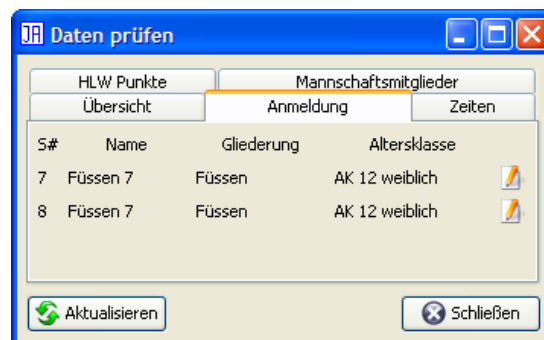 JA Daten prüfen
HLW Punkte Mannschaftsmitglieder
Übersicht Anmeldung Zeiten
S# Name Gliederung Altersklasse
7 Füssen 7 Füssen AK 12 weiblich
8 Füssen 7 Füssen AK 12 weiblich
Aktualisieren Schließen